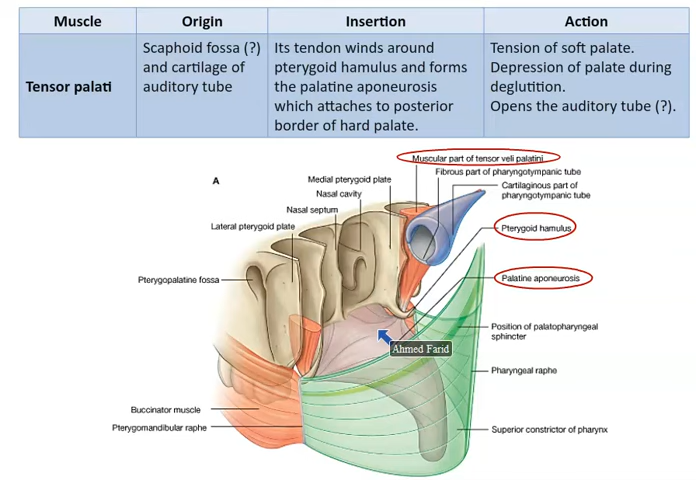 Muscle Origin Insertion Action
Tensor palati
Scaphoid fossa (?)
and cartilage of
auditory tube
Its tendon winds around
pterygoid hamulus and forms
the palatine aponeurosis
which attaches to posterior
border of hard palate.
Tension of soft palate.
Depression of palate during
deglutition.
Opens the auditory tube (?).
A
Muscular part of tensor veli palatini
Fibrous part of pharyngotympanic tube
Cartilaginous part of
pharyngotympanic tube
Medial pterygoid plate
Nasal cavity
Nasal septum
Lateral pterygoid plate
Pterygoid hamulus
Pterygopalatine fossa
Palatine aponeurosis
Position of palatopharyngeal
sphincter
Ahmed Farid
Pharyngeal raphe
Buccinator muscle
Pterygomandibular raphe
Superior constrictor of pharynx